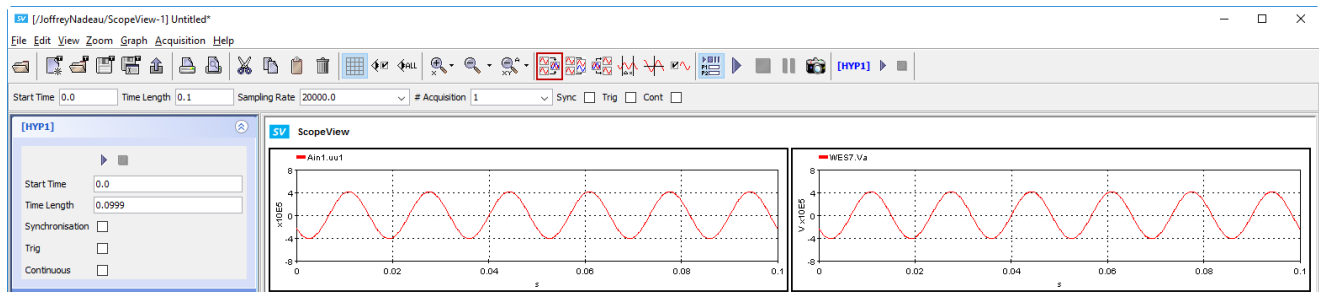 SV [/JoffreyNadeau/ScopeView-1] Untitled*
File Edit View Zoom Graph Acquisition Help
ALL [HYP1]
Start Time 0.0 Time Length 0.1 Sampling Rate 20000.0 # Acquisition 1 Sync Trig Cont
[HYP1]
Start Time 0.0
Time Length 0.0999
Synchronisation
Trig
Continuous
SV ScopeView
Ain1.uu1
8
4
0
-4
-8
x10E5
0 0.02 0.04 0.06 0.08 0.1
s
WES7.Va
8
4
0
-4
-8
V x10E5
0 0.02 0.04 0.06 0.08 0.1
s